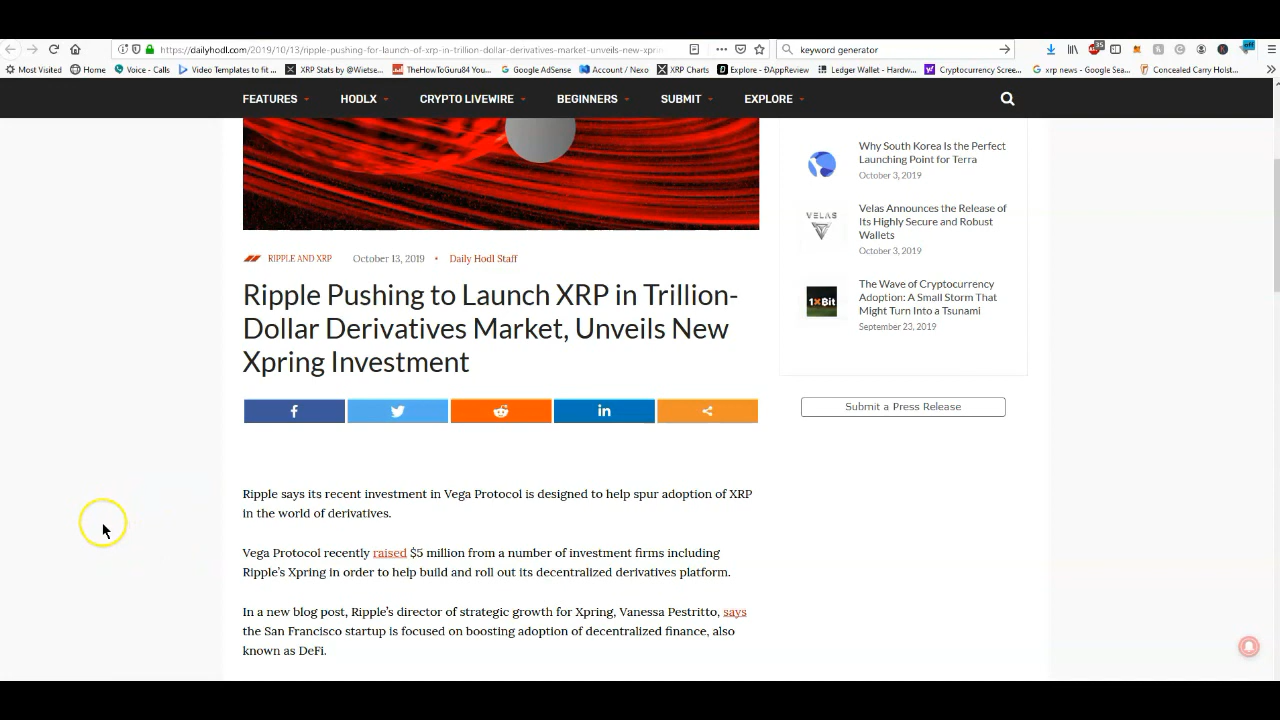 https://dailyhodl.com/2019/10/13/ripple-pushing-for-launch-of-xrp-in-trillion-dollar-derivatives-market-unveils-new-xprin
keyword generator
35
off
Most Visited
Home
Voice - Calls
Video Templates to fit ...
XRP Stats by @Wietse...
TheHowToGuru84 You...
Google AdSense
Account / Nexo
XRP Charts
Explore - ĐAppReview
Ledger Wallet - Hardw...
Cryptocurrency Scree...
xrp news - Google Sea...
Concealed Carry Holst...
FEATURES
HODLX
CRYPTO LIVEWIRE
BEGINNERS
SUBMIT
EXPLORE
RIPPLE AND XRP
October 13, 2019
•
Daily Hodl Staff
Ripple Pushing to Launch XRP in Trillion-
Dollar Derivatives Market, Unveils New
Xpring Investment
Ripple says its recent investment in Vega Protocol is designed to help spur adoption of XRP
in the world of derivatives.
Vega Protocol recently raised $5 million from a number of investment firms including
Ripple's Xpring in order to help build and roll out its decentralized derivatives platform.
In a new blog post, Ripple's director of strategic growth for Xpring, Vanessa Pestritto, says
the San Francisco startup is focused on boosting adoption of decentralized finance, also
known as DeFi.
Why South Korea Is the Perfect
Launching Point for Terra
October 3, 2019
VELAS
Velas Announces the Release of
Its Highly Secure and Robust
Wallets
October 3, 2019
1xBit
The Wave of Cryptocurrency
Adoption: A Small Storm That
Might Turn Into a Tsunami
September 23, 2019
Submit a Press Release